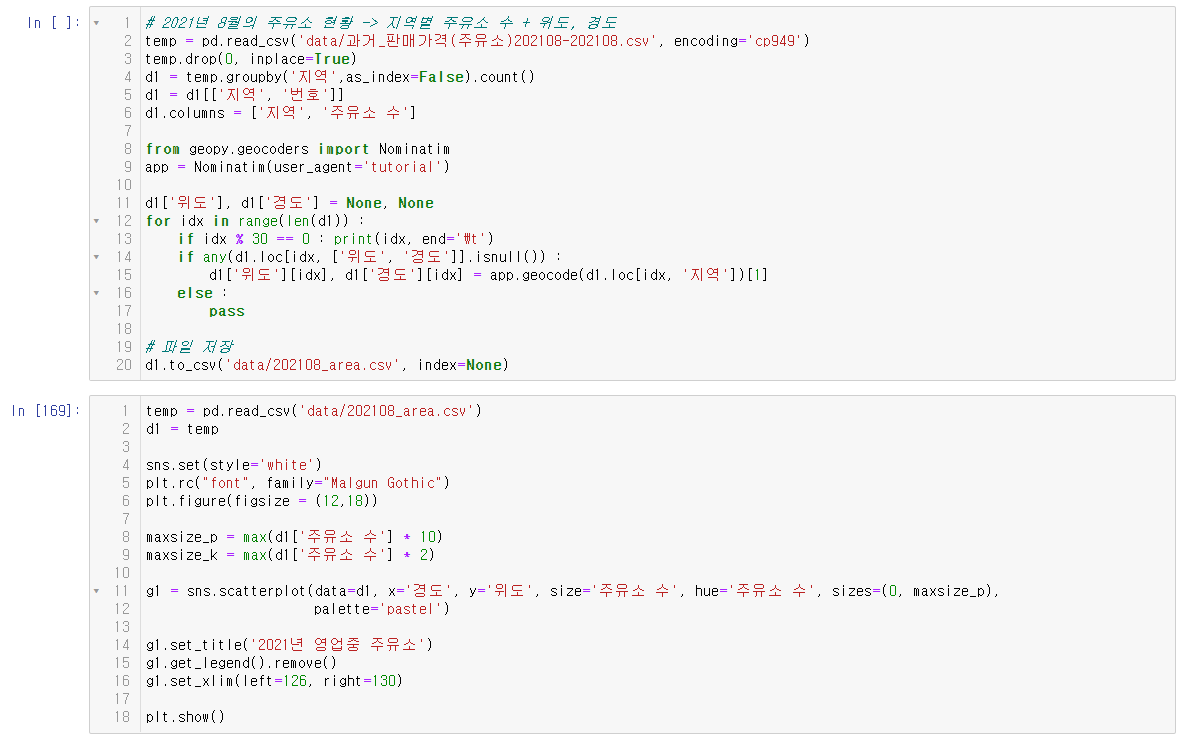 In [ ]:
1 # 2021년 8월의 주유소 현황 -> 지역별 주유소 수 + 위도, 경도
2 temp = pd.read_csv('data/과거_판매가격(주유소)202108-202108.csv', encoding='cp949')
3 temp.drop(0, inplace=True)
4 d1 = temp.groupby('지역',as_index=False).count()
5 d1 = d1[['지역', '번호']]
6 d1.columns = ['지역', '주유소 수']
7
8 from geopy.geocoders import Nominatim
9 app = Nominatim(user_agent='tutorial')
10
11 d1['위도'], d1['경도'] = None, None
12 for idx in range(len(d1)) :
13     if idx % 30 == 0 : print(idx, end='₩t')
14     if any(d1.loc[idx, ['위도', '경도']].isnull()) :
15         d1['위도'][idx], d1['경도'][idx] = app.geocode(d1.loc[idx, '지역'])[1]
16     else :
17         pass
18
19 # 파일 저장
20 d1.to_csv('data/202108_area.csv', index=None)
In [169]:
1 temp = pd.read_csv('data/202108_area.csv')
2 d1 = temp
3
4 sns.set(style='white')
5 plt.rc("font", family="Malgun Gothic")
6 plt.figure(figsize = (12,18))
7
8 maxsize_p = max(d1['주유소 수'] * 10)
9 maxsize_k = max(d1['주유소 수'] * 2)
10
11 g1 = sns.scatterplot(data=d1, x='경도', y='위도', size='주유소 수', hue='주유소 수', sizes=(0, maxsize_p),
12                      palette='pastel')
13
14 g1.set_title('2021년 영업중 주유소')
15 g1.get_legend().remove()
16 g1.set_xlim(left=126, right=130)
17
18 plt.show()